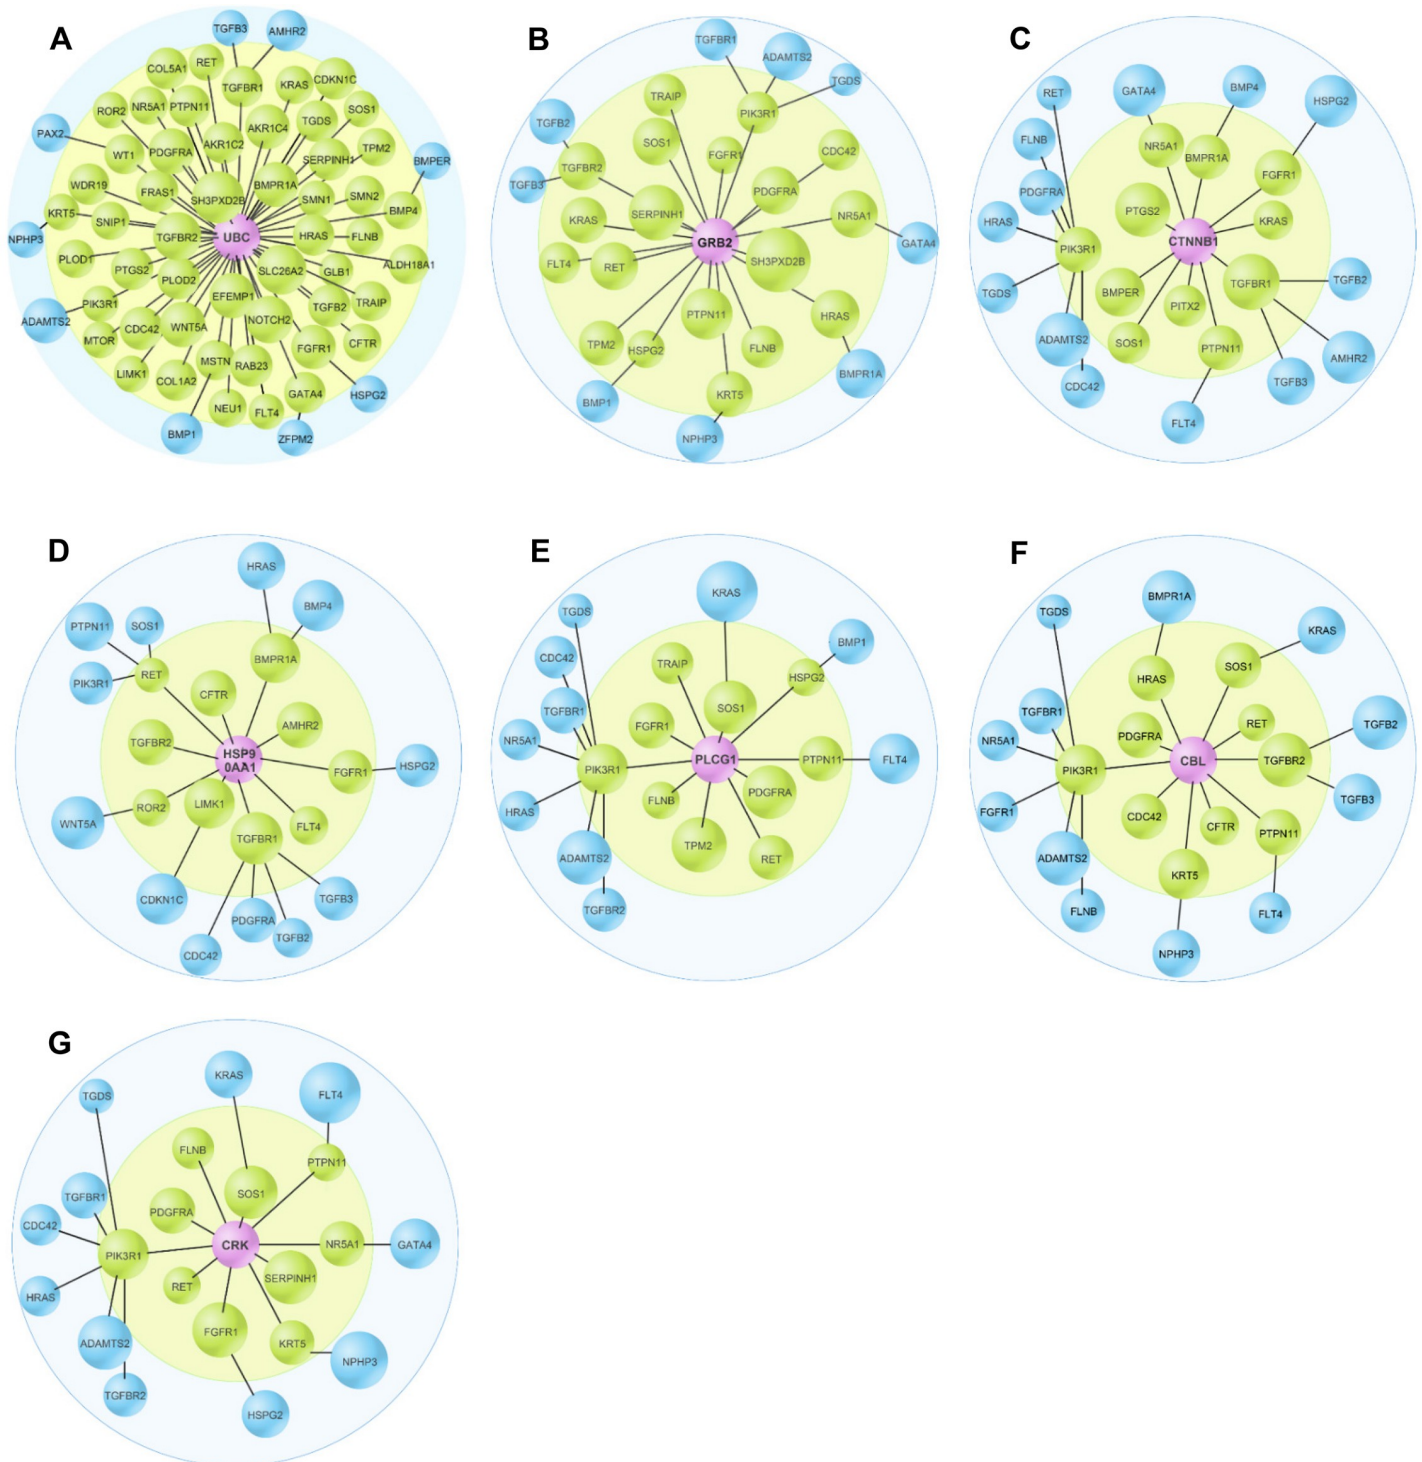 A
TGFB3
AMHR2
COL5A1
RET
TGFBR1
KRAS
CDKN1C
ROR2
NR5A1
PTPN11
SOS1
AKR1C4
TGDS
PAX2
WT1
PDGFRA
AKR1C2
SERPINH1
TPM2
BMPER
WDR19
FRAS1
SH3PXD2B
BMPR1A
SMN1
SMN2
BMP4
KRT5
SNIP1
NPHP3
TGFBR2
UBC
HRAS
FLNB
PLOD1
PTGS2
PLOD2
SLC26A2
GLB1
ALDH18A1
ADAMTS2
PIK3R1
EFEMP1
TGFB2
TRAIP
MTOR
CDC42
WNT5A
NOTCH2
FGFR1
CFTR
LIMK1
COL1A2
MSTN
RAB23
GATA4
HSPG2
NEU1
FLT4
BMP1
ZFPM2
B
TGFBR1
ADAMTS2
TGDS
TRAIP
PIK3R1
TGFB2
SOS1
FGFR1
CDC42
TGFBR2
TGFB3
PDGFRA
KRAS
SERPINH1
NR5A1
GRB2
GATA4
FLT4
RET
SH3PXD2B
PTPN11
HRAS
TPM2
HSPG2
FLNB
BMPR1A
BMP1
KRT5
NPHP3
C
RET
GATA4
BMP4
HSPG2
FLNB
NR5A1
BMPR1A
FGFR1
PDGFRA
PTGS2
KRAS
HRAS
PIK3R1
CTNNB1
TGDS
BMPER
PITX2
TGFBR1
TGFB2
ADAMTS2
SOS1
PTPN11
AMHR2
CDC42
TGFB3
FLT4
D
HRAS
BMP4
PTPN11
SOS1
BMPR1A
PIK3R1
RET
CFTR
AMHR2
TGFBR2
HSP9
0AA1
FGFR1
HSPG2
WNT5A
ROR2
LIMK1
FLT4
TGFBR1
CDKN1C
TGFB3
PDGFRA
TGFB2
CDC42
E
TGDS
KRAS
CDC42
BMP1
TRAIP
HSPG2
TGFBR1
FGFR1
SOS1
NR5A1
PIK3R1
PLCG1
PTPN11
FLT4
HRAS
FLNB
PDGFRA
ADAMTS2
TPM2
RET
TGFBR2
F
TGDS
BMPR1A
KRAS
HRAS
SOS1
TGFBR1
RET
TGFB2
NR5A1
PDGFRA
PIK3R1
CBL
TGFBR2
FGFR1
CDC42
CFTR
PTPN11
TGFB3
ADAMTS2
KRT5
FLNB
FLT4
NPHP3
G
TGDS
KRAS
FLT4
FLNB
PTPN11
TGFBR1
SOS1
CDC42
PDGFRA
PIK3R1
CRK
NR5A1
GATA4
HRAS
RET
SERPINH1
ADAMTS2
FGFR1
KRT5
NPHP3
TGFBR2
HSPG2